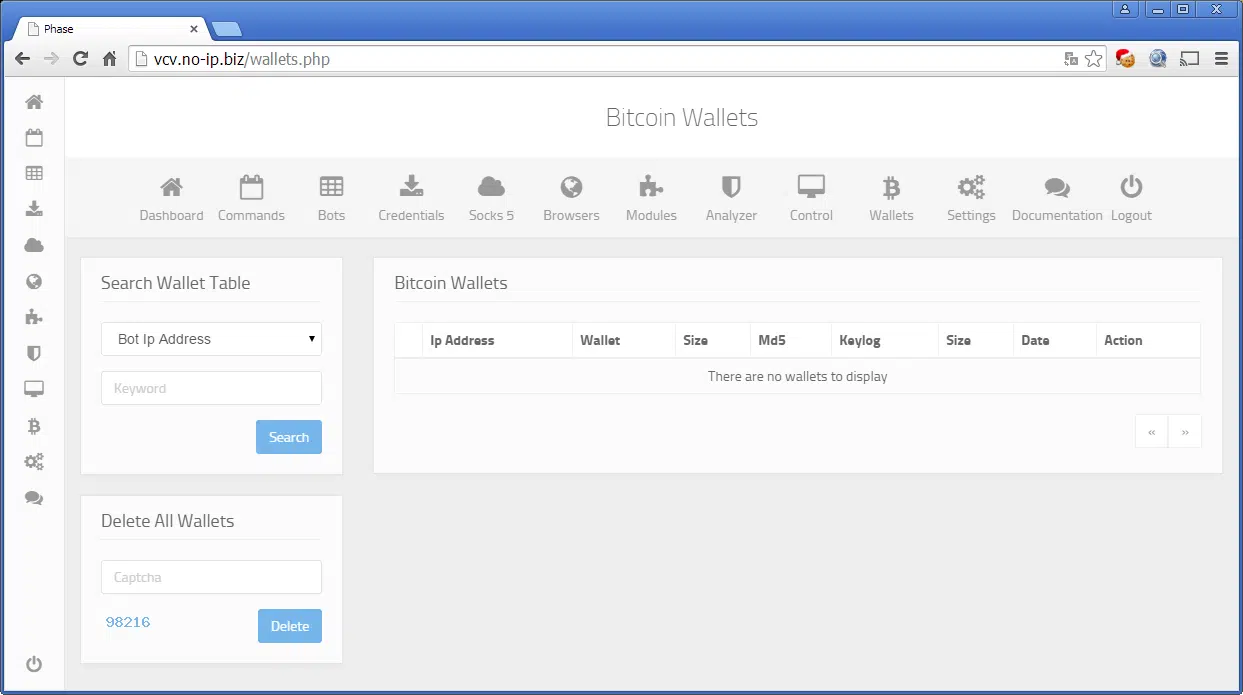 Phase
vcv.no-ip.biz/wallets.php
Bitcoin Wallets
Dashboard Commands Bots Credentials Socks 5 Browsers Modules Analyzer Control Wallets Settings Documentation Logout
Search Wallet Table
Bot Ip Address
Keyword
Search
Delete All Wallets
Captcha
98216 Delete
Bitcoin Wallets
Ip Address Wallet Size Md5 Keylog Size Date Action
There are no wallets to display
« »